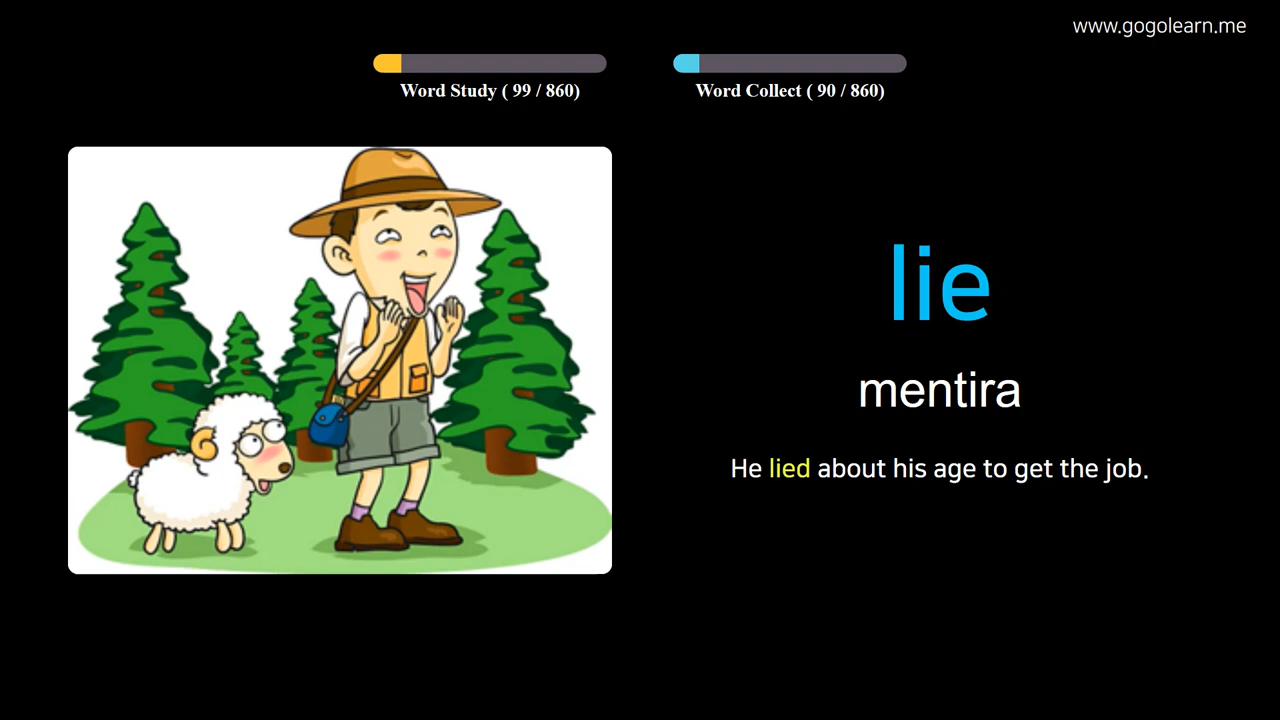 www.gogolearn.me
Word Study ( 99 / 860)
Word Collect ( 90 / 860)
lie
mentira
He lied about his age to get the job.